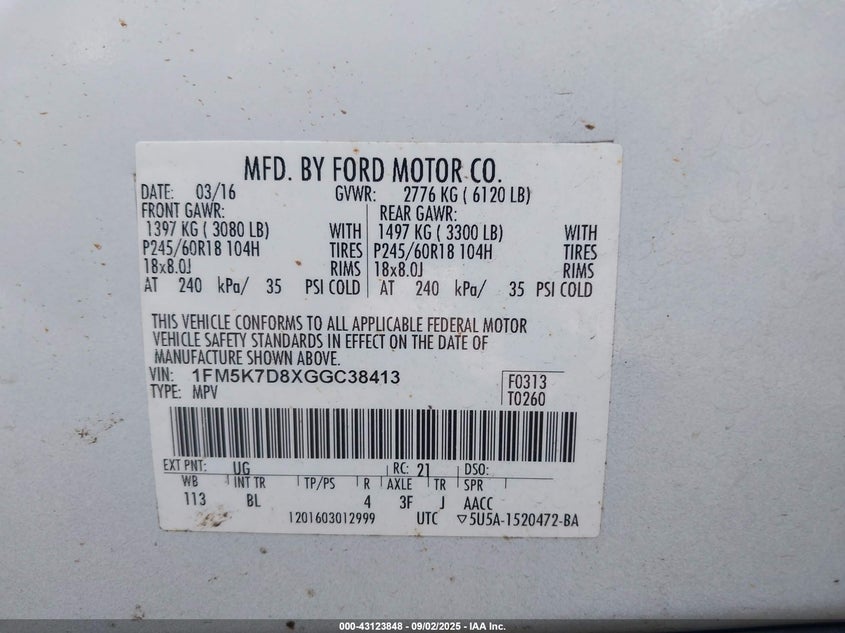 MFD. BY FORD MOTOR CO.
DATE: 03/16 GVWR: 2776 KG ( 6120 LB)
FRONT GAWR: REAR GAWR:
1397 KG ( 3080 LB) WITH 1497 KG ( 3300 LB) WITH
P245/60R18 104H TIRES P245/60R18 104H TIRES
18x8.0J RIMS 18x8.0J RIMS
AT 240 kPa/ 35 PSI COLD AT 240 kPa/ 35 PSI COLD
THIS VEHICLE CONFORMS TO ALL APPLICABLE FEDERAL MOTOR
VEHICLE SAFETY STANDARDS IN EFFECT ON THE DATE OF
MANUFACTURE SHOWN ABOVE.
VIN: 1FM5K7D8XGGC38413 F0313
TYPE: MPV T0260
EXT PNT: UG RC: 21 DSO:
WB INT TR TP/PS R AXLE TR SPR
113 BL 4 3F J AACC
1201603012999 UTC ▽5U5A-1520472-BA
000-43123848 - 09/02/2025 - IAA Inc.